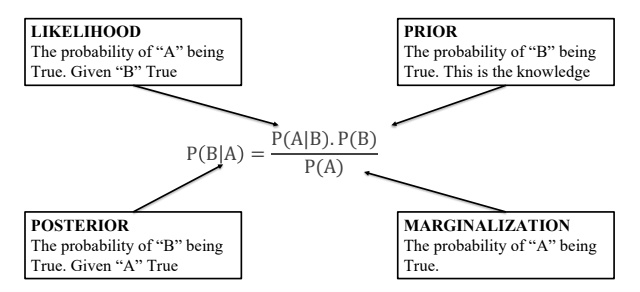 LIKELIHOOD
The probability of “A” being
True. Given “B” True
PRIOR
The probability of “B” being
True. This is the knowledge
P(B|A) = P(A|B). P(B)
P(A)
POSTERIOR
The probability of “B” being
True. Given “A” True
MARGINALIZATION
The probability of “A” being
True.